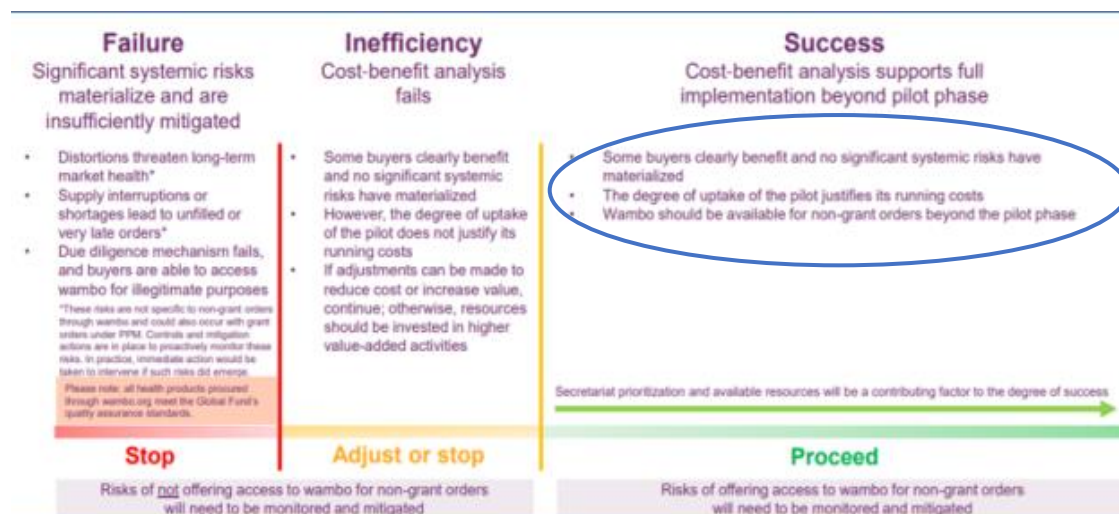 Failure
Significant systemic risks
materialize and are
insufficiently mitigated
• Distortions threaten long-term
market health*
• Supply interruptions or
shortages lead to unfilled or
very late orders*
• Due diligence mechanism fails,
and buyers are able to access
wambo for illegitimate purposes
*These risks are not specific to non-grant orders
through wambo and could also occur with grant
orders under PPM. Controls and mitigation
actions are in place to proactively monitor these
risks. In practice, immediate action would be
taken to intervene if such risks did emerge.
Please note: all health products procured
through wambo.org meet the Global Fund's
quality assurance standards.
Stop
Inefficiency
Cost-benefit analysis
fails
• Some buyers clearly benefit
and no significant systemic
risks have materialized
• However, the degree of uptake
of the pilot does not justify its
running costs
• If adjustments can be made to
reduce cost or increase value,
continue; otherwise, resources
should be invested in higher
value-added activities
Adjust or stop
Risks of not offering access to wambo for non-grant orders
will need to be monitored and mitigated
Success
Cost-benefit analysis supports full
implementation beyond pilot phase
• Some buyers clearly benefit and no significant systemic risks have
materialized
• The degree of uptake of the pilot justifies its running costs
• Wambo should be available for non-grant orders beyond the pilot phase
Secretariat prioritization and available resources will be a contributing factor to the degree of success
Proceed
Risks of offering access to wambo for non-grant orders
will need to be monitored and mitigated